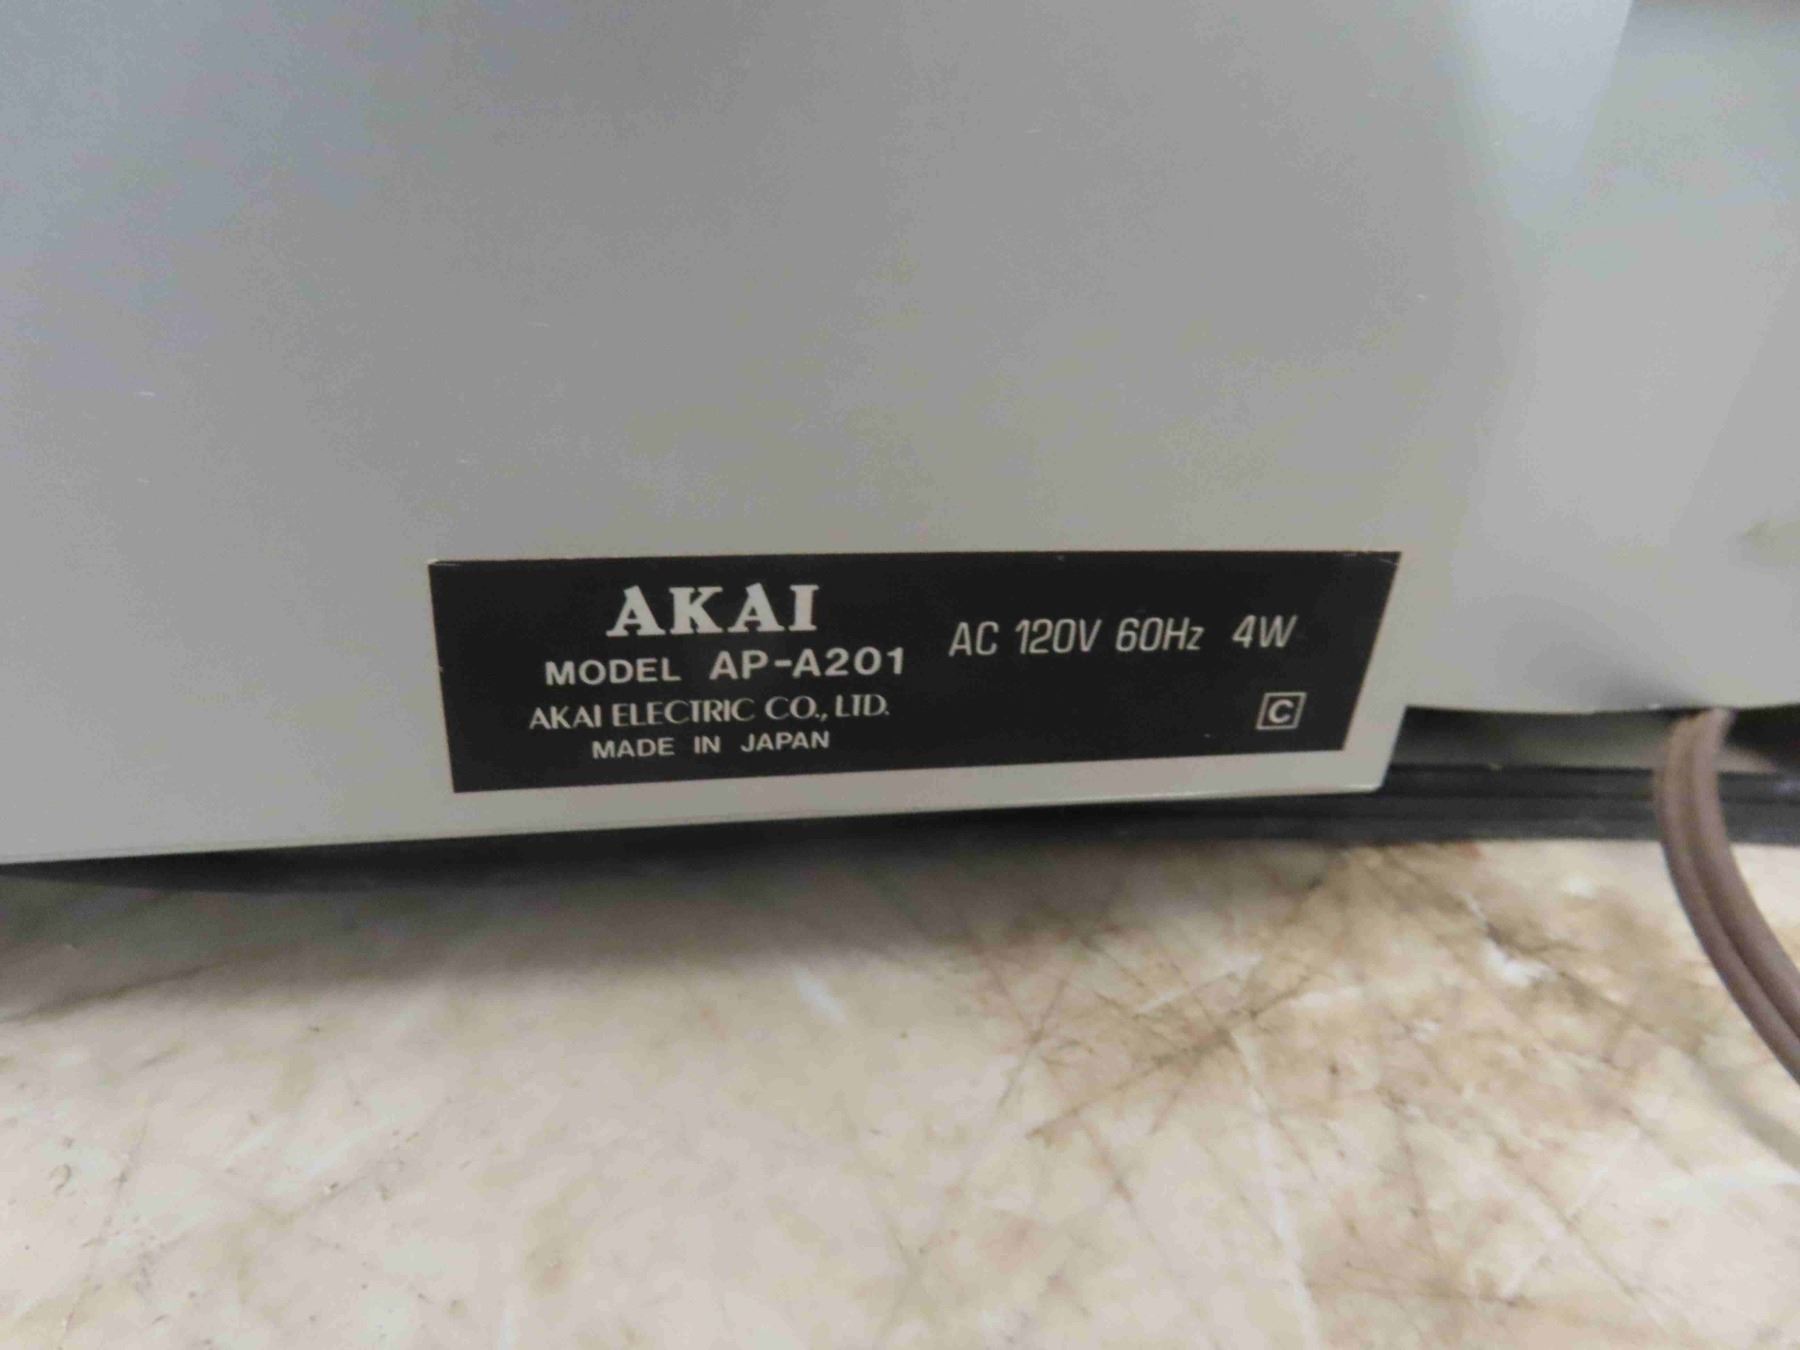 AKAI
MODEL AP-A201
AKAI ELECTRIC CO., LTD.
MADE IN JAPAN
AC 120V 60Hz 4W
C